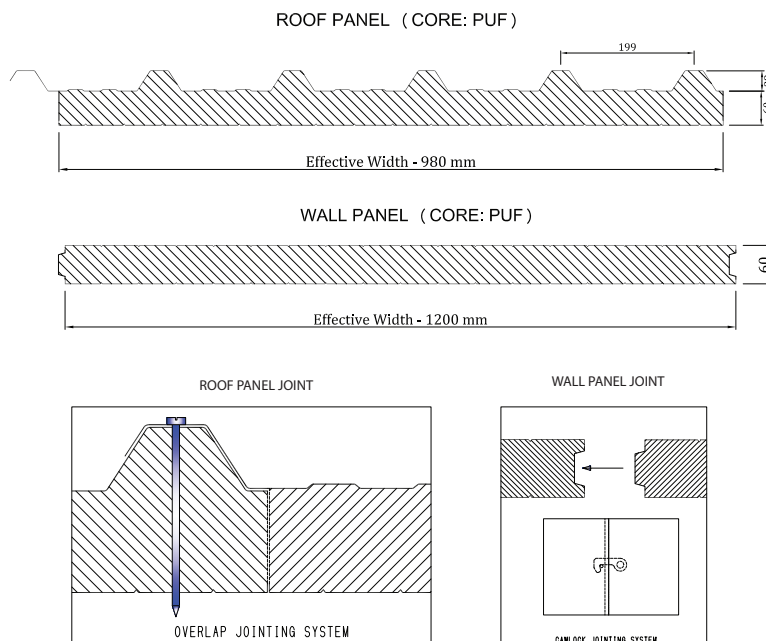 ROOF PANEL ( CORE: PUF )
199
Effective Width - 980 mm
WALL PANEL ( CORE: PUF )
60
Effective Width - 1200 mm
ROOF PANEL JOINT
WALL PANEL JOINT
OVERLAP JOINTING SYSTEM
CAMLOCK JOINTING SYSTEM